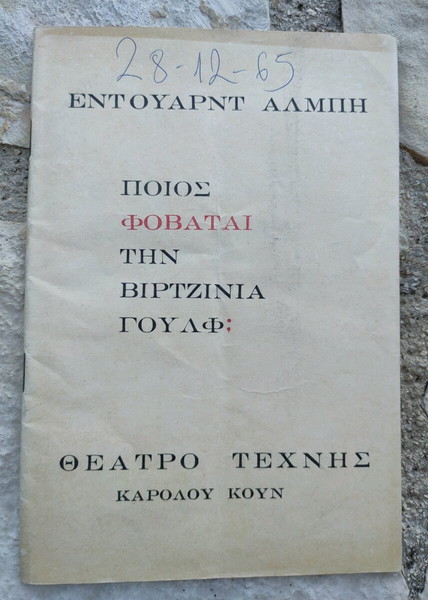 28-12-65
ΕΝΤΟΥΑΡΝΤ ΑΛΜΠΗ
ΠΟΙΟΣ
ΦΟΒΑΤΑΙ
ΤΗΝ
ΒΙΡΤΖΙΝΙΑ
ΓΟΥΛΦ;
ΘΕΑΤΡΟ ΤΕΧΝΗΣ
ΚΑΡΟΛΟΥ ΚΟΥΝ